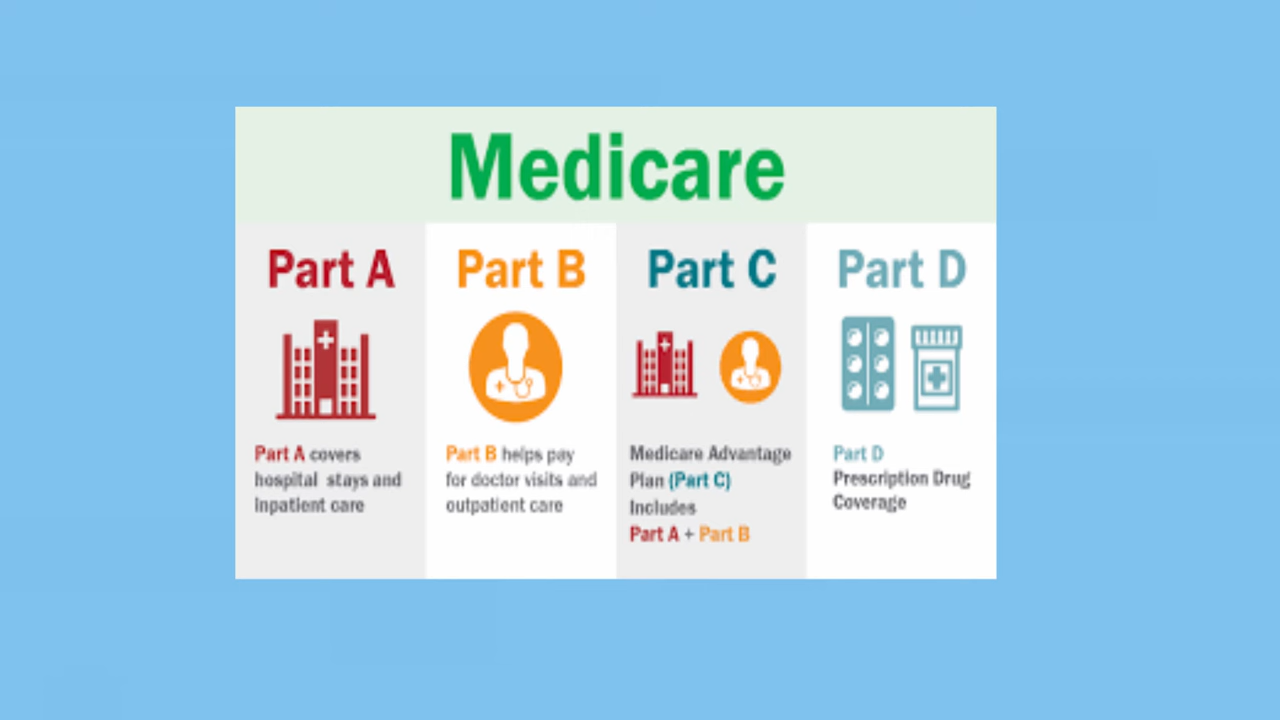 Medicare
Part A
Part B
Part C
Part D
Part A covers
hospital stays and
inpatient care
Part B helps pay
for doctor visits and
outpatient care
Medicare Advantage
Plan (Part C)
Includes
Part A + Part B
Part D
Prescription Drug
Coverage